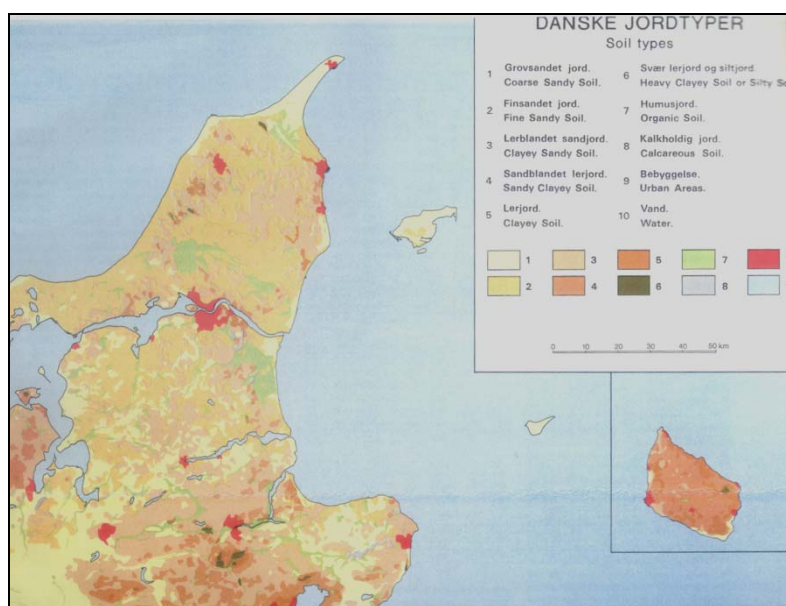 DANSKE JORDTYPER
Soil types
1 Grovsandet jord.
Coarse Sandy Soil.
2 Finsandet jord.
Fine Sandy Soil.
3 Lerblandet sandjord.
Clayey Sandy Soil.
4 Sandblandet lerjord.
Sandy Clayey Soil.
5 Lerjord.
Clayey Soil.
6 Svær lerjord og siltjord.
Heavy Clayey Soil or Silty So
7 Humusjord.
Organic Soil.
8 Kalkholdig jord.
Calcareous Soil.
9 Bebyggelse.
Urban Areas.
10 Vand.
Water.
1 3 5 7
2 4 6 8
0 10 20 30 40 50 km